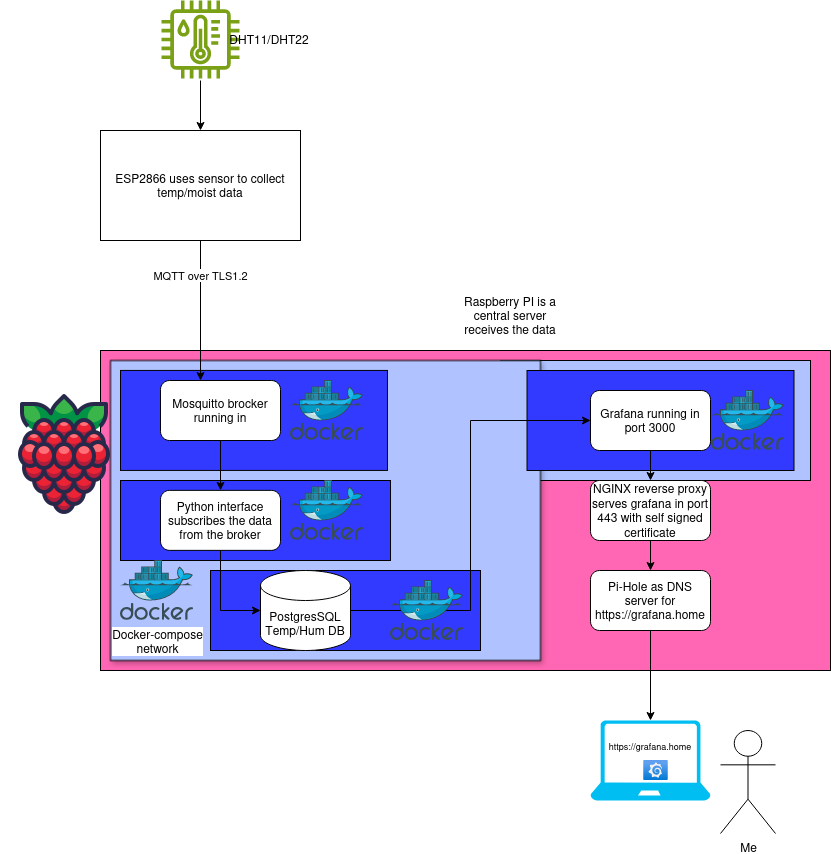 DHT11/DHT22
ESP2866 uses sensor to collect
temp/moist data
MQTT over TLS1.2
Raspberry PI is a
central server
receives the data
Mosquitto brocker
running in
docker
Grafana running in
port 3000
docker
Python interface
subscribes the data
from the broker
docker
NGINX reverse proxy
serves grafana in port
443 with self signed
certificate
docker
Docker-compose
network
PostgresSQL
Temp/Hum DB
docker
Pi-Hole as DNS
server for
https://grafana.home
https://grafana.home
Me